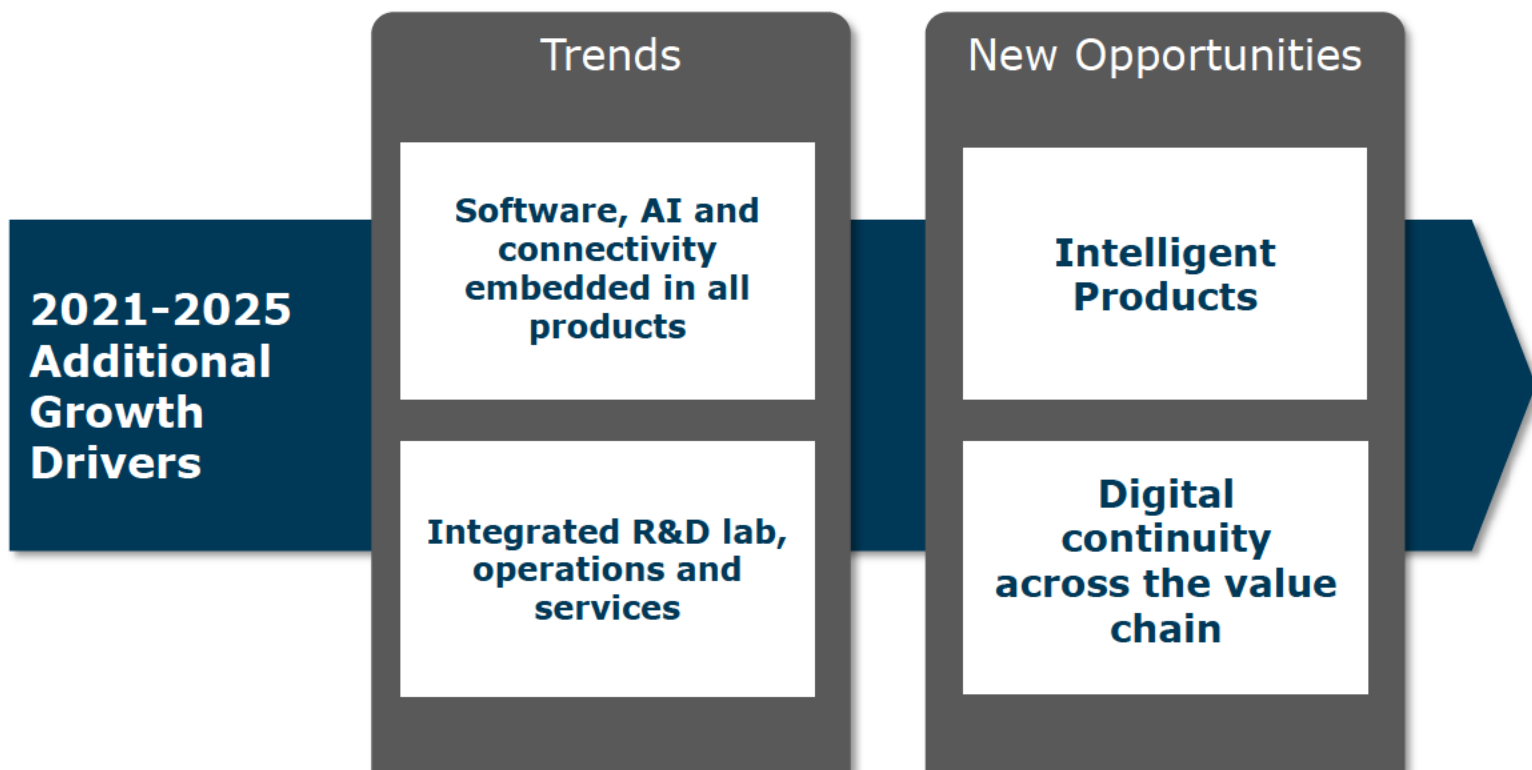 Trends
New Opportunities
2021–2025
Additional
Growth
Drivers
Software, AI and
connectivity
embedded in all
products
Intelligent
Products
Integrated R&D lab,
operations and
services
Digital
continuity
across the value
chain